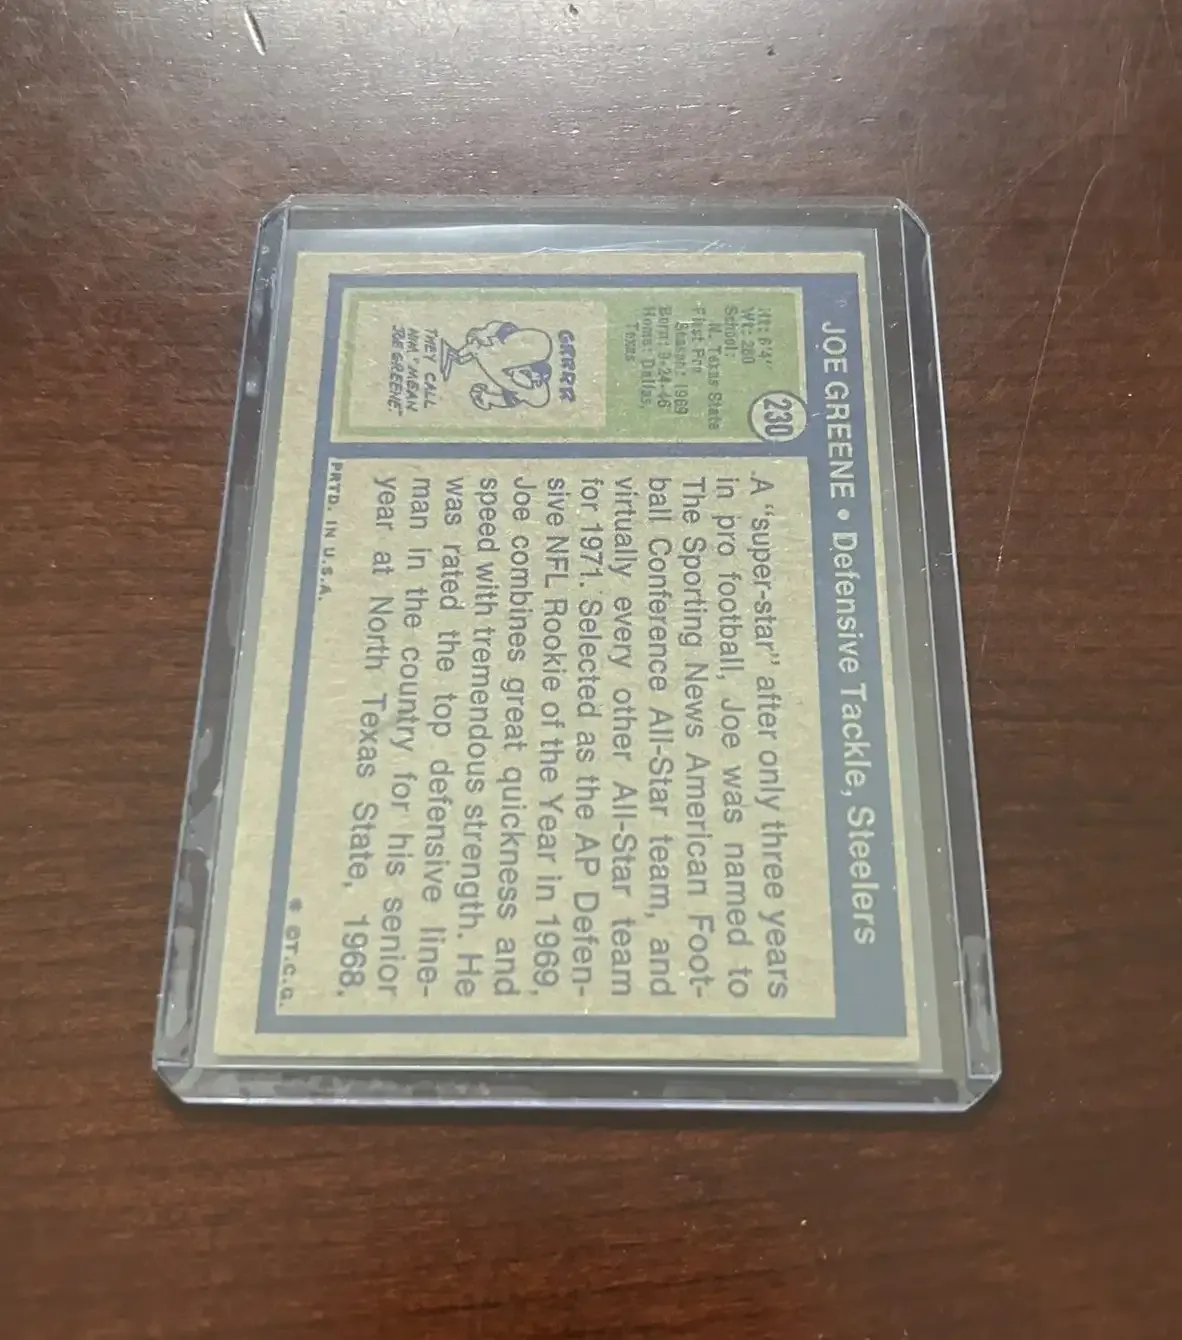 JOE GREENE • Defensive Tackle, Steelers
230
Ht: 6'4"
Wt: 280
School:
N. Texas State
First Pro
Season: 1969
Born: 9-24-46
Home: Dallas,
Texas
GRRRR
THEY CALL
HIM "MEAN
JOE GREENE."
A "super-star" after only three years
in pro football, Joe was named to
The Sporting News American Foot-
ball Conference All-Star team, and
virtually every other All-Star team
for 1971. Selected as the AP Defen-
sive NFL Rookie of the Year in 1969,
Joe combines great quickness and
speed with tremendous strength. He
was rated the top defensive line-
man in the country for his senior
year at North Texas State, 1968.
PRTD. IN U.S.A.
* ©T.C.G.